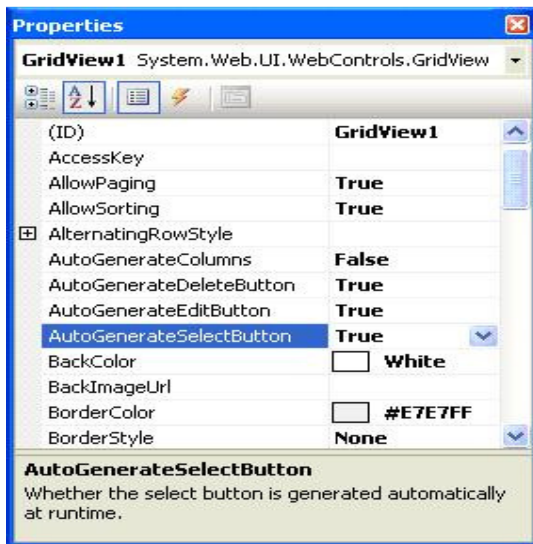 Properties
GridView1 System.Web.UI.WebControls.GridView
(ID) GridView1
AccessKey
AllowPaging True
AllowSorting True
AlternatingRowStyle
AutoGenerateColumns False
AutoGenerateDeleteButton True
AutoGenerateEditButton True
AutoGenerateSelectButton True
BackColor White
BackImageUrl
BorderColor #E7E7FF
BorderStyle None
AutoGenerateSelectButton
Whether the select button is generated automatically
at runtime.